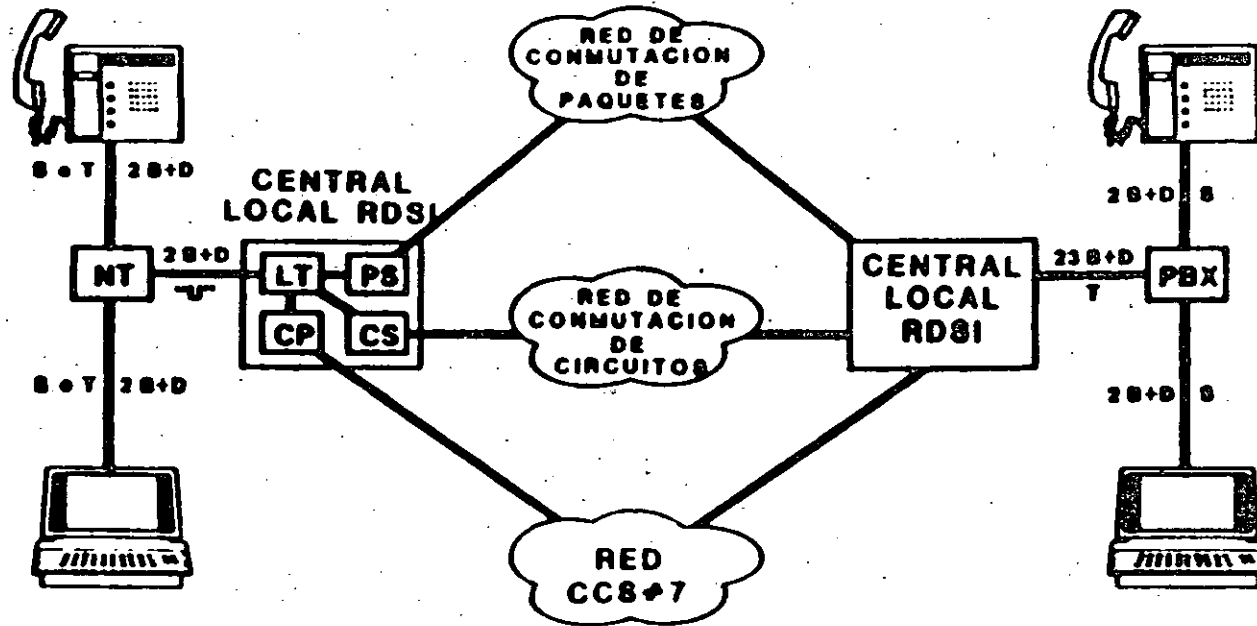 RED DE
CONMUTACION
DE
PAQUETES
S o T 2B+D
2B+D S
CENTRAL
LOCAL RDSI
NT
2B+D
LT
PS
CP
CS
RED DE
CONMUTACION
DE
CIRCUITOS
CENTRAL
LOCAL
RDSI
23B+D
T
PBX
S o T 2B+D
2B+D S
RED
CCS#7